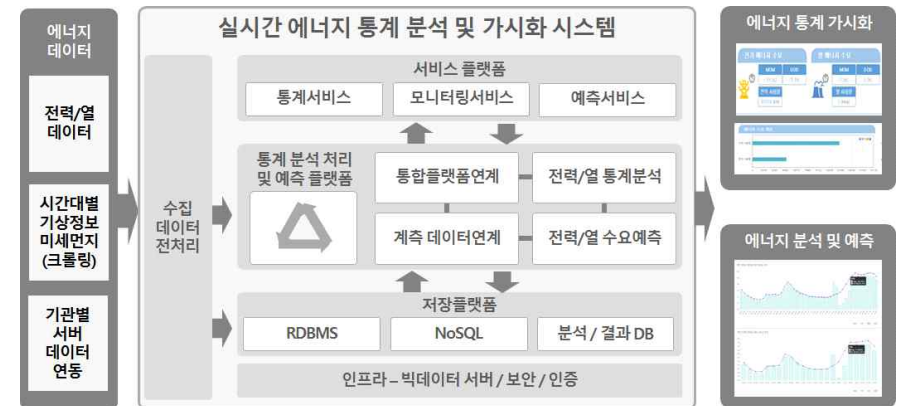 에너지
데이터
전력/열
데이터
시간대별
기상정보
미세먼지
(크롤링)
기관별
서버
데이터
연동
실시간 에너지 통계 분석 및 가시화 시스템
수집
데이터
전처리
서비스 플랫폼
통계서비스
모니터링서비스
예측서비스
통계 분석 처리
및 예측 플랫폼
통합플랫폼연계
전력/열 통계분석
계측 데이터연계
전력/열 수요예측
저장플랫폼
RDBMS
NoSQL
분석 / 결과 DB
인프라 – 빅데이터 서버 / 보안 / 인증
에너지 통계 가시화
에너지 분석 및 예측